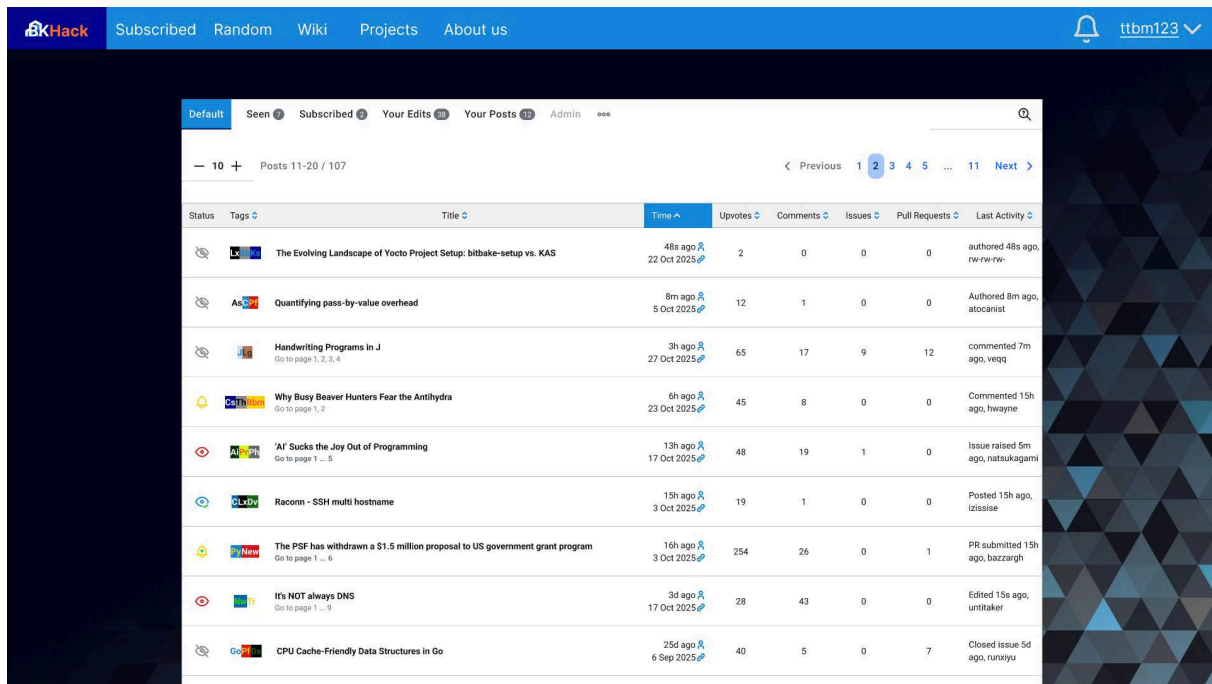 BKHack Subscribed Random Wiki Projects About us ttbm123
Default Seen 7 Subscribed 2 Your Edits 38 Your Posts 12 Admin
10 Posts 11-20 / 107 Previous 1 2 3 4 5 ... 11 Next
Status Tags Title Time Upvotes Comments Issues Pull Requests Last Activity
Lx Ks The Evolving Landscape of Yocto Project Setup: bitbake-setup vs. KAS 48s ago 2 0 0 0 authored 48s ago,
22 Oct 2025 rw-rw-rw-
AsCPf Quantifying pass-by-value overhead 8m ago 12 1 0 0 Authored 8m ago,
5 Oct 2025 atocanist
JLg Handwriting Programs in J 3h ago 65 17 9 12 commented 7m
Go to page 1, 2, 3, 4 27 Oct 2025 ago, veqq
CsThBbm Why Busy Beaver Hunters Fear the Antihydra 6h ago 45 8 0 0 Commented 15h
Go to page 1, 2 23 Oct 2025 ago, hwayne
AiPrPh 'AI' Sucks the Joy Out of Programming 13h ago 48 19 1 0 Issue raised 5m
Go to page 1 ... 5 17 Oct 2025 ago, natsukagami
CLxDv Raconn - SSH multi hostname 15h ago 19 1 0 0 Posted 15h ago,
3 Oct 2025 izissise
PyNew The PSF has withdrawn a $1.5 million proposal to US government grant program 16h ago 254 26 0 1 PR submitted 15h
Go to page 1 ... 6 3 Oct 2025 ago, bazzargh
NwTr It's NOT always DNS 3d ago 28 43 0 0 Edited 15s ago,
Go to page 1 ... 9 17 Oct 2025 untitaker
GoPfDs CPU Cache-Friendly Data Structures in Go 25d ago 40 5 0 7 Closed issue 5d
6 Sep 2025 ago, runxiyu